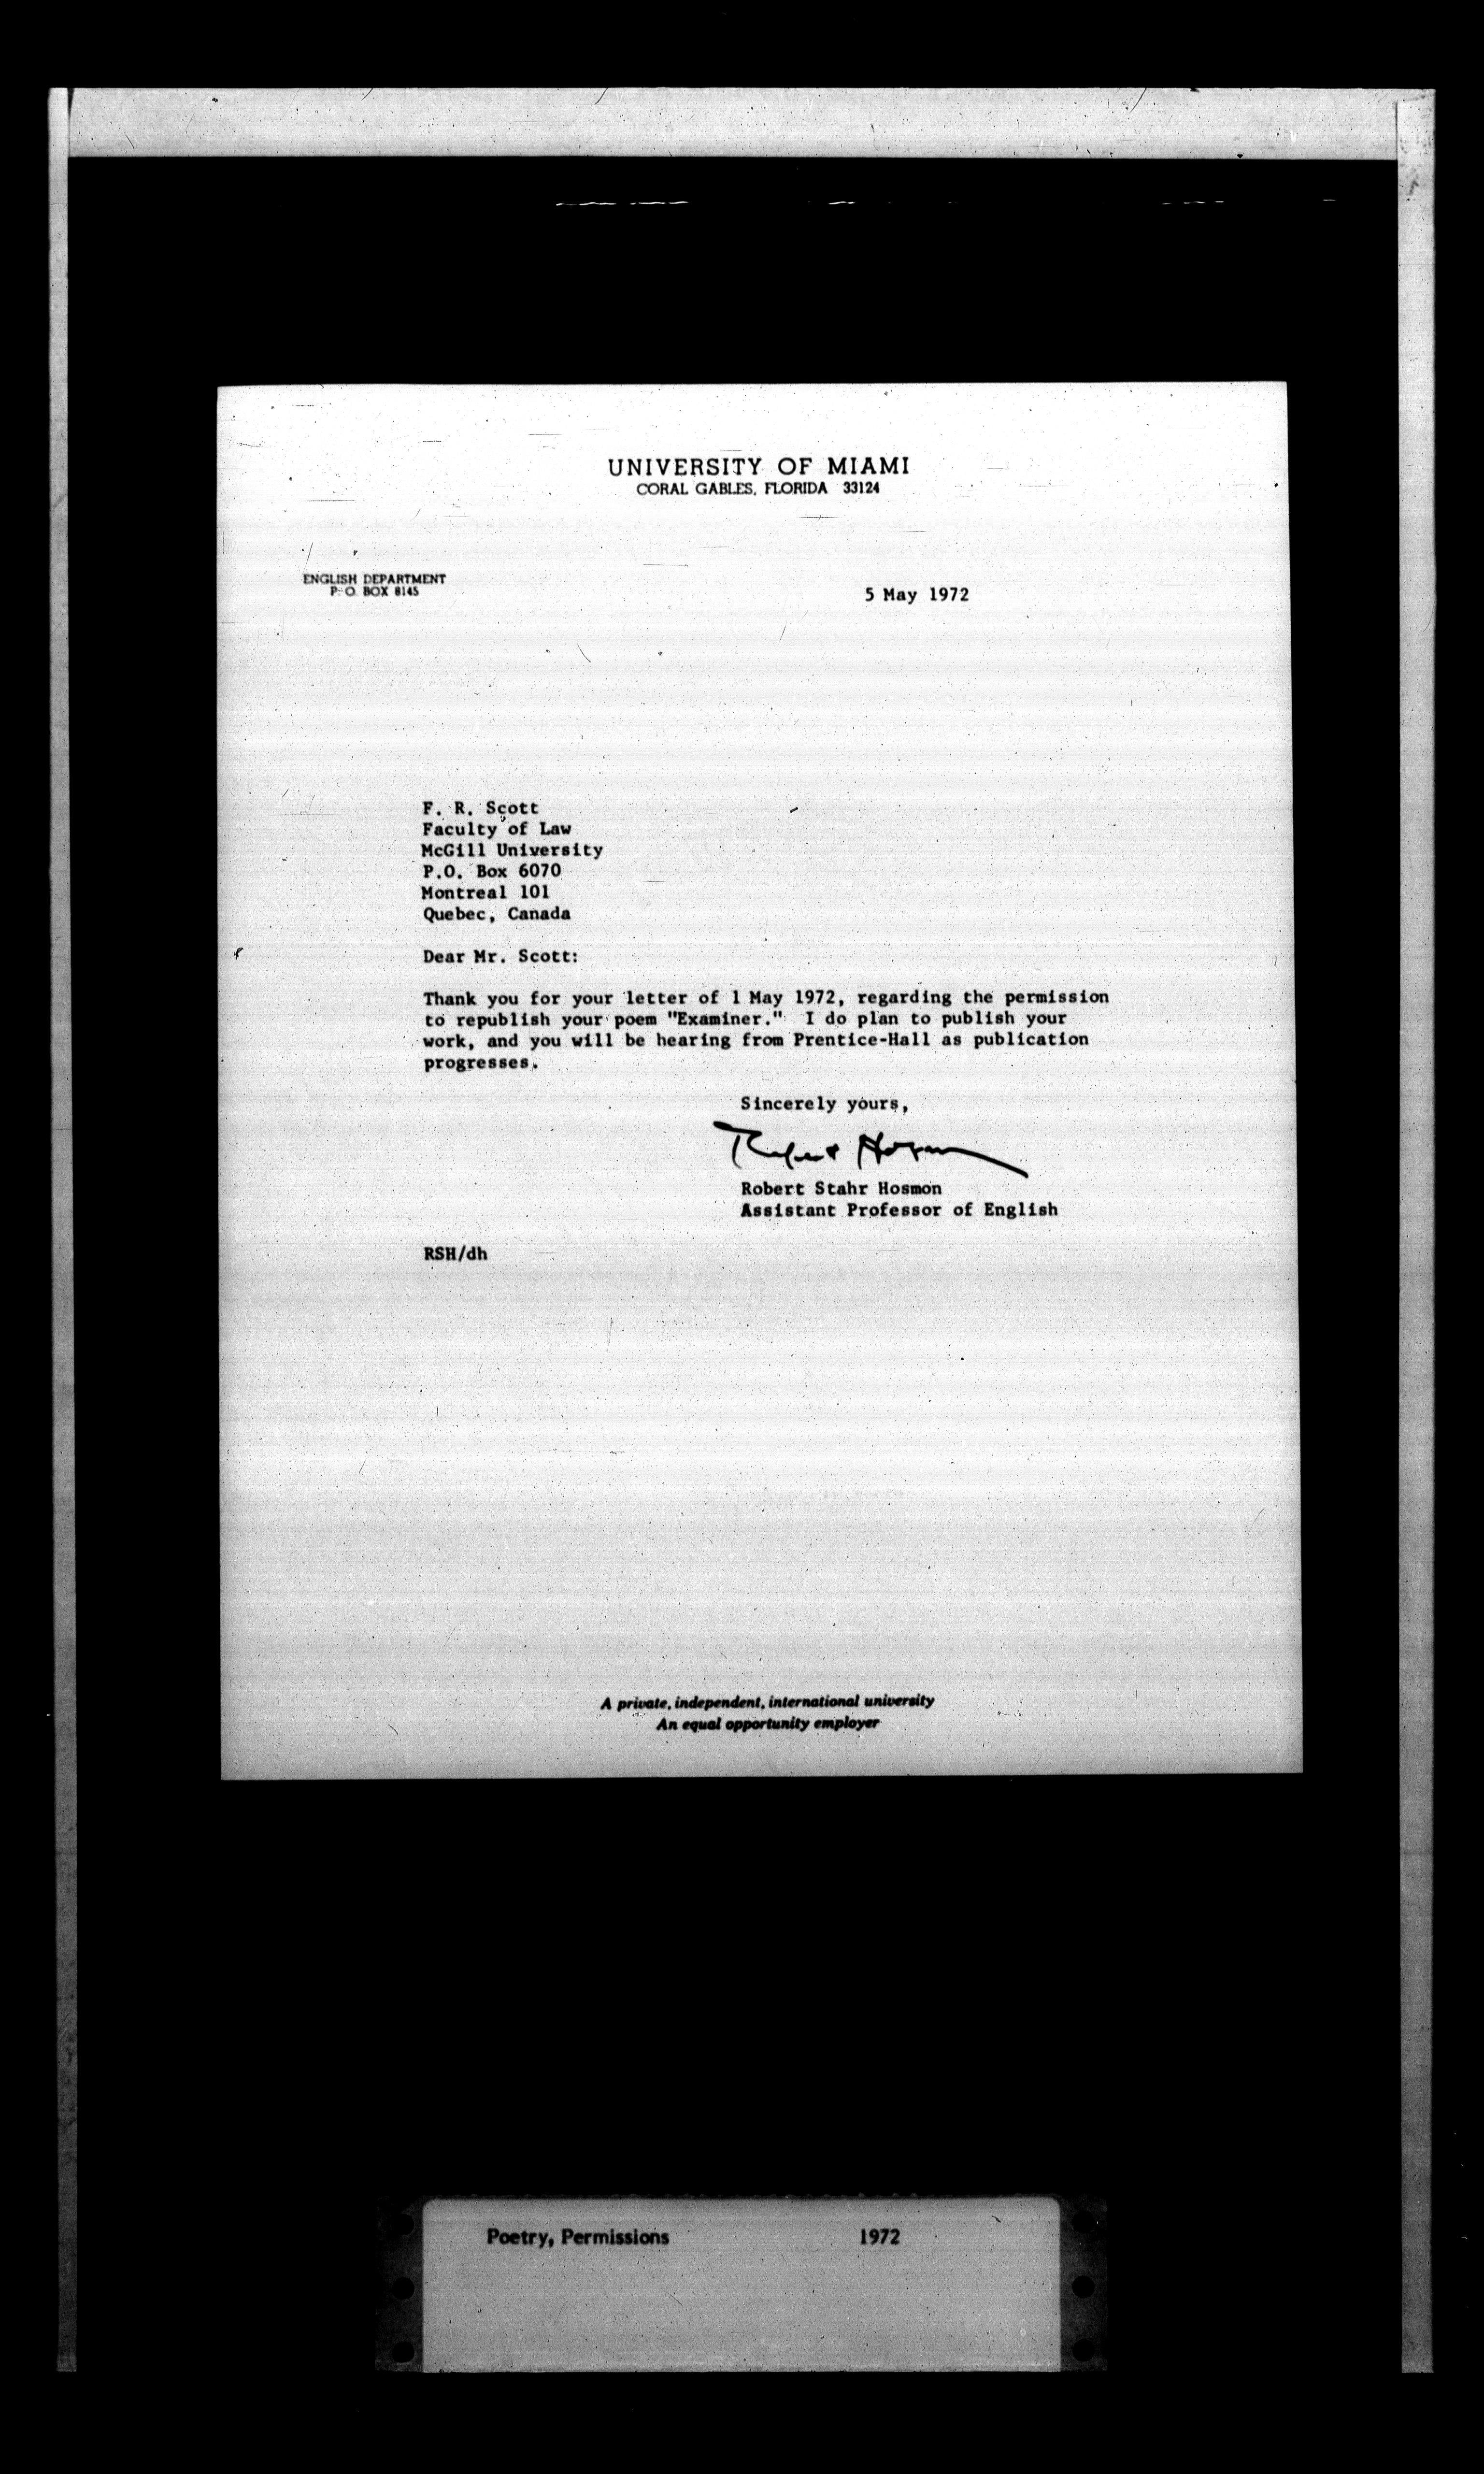 UNIVERSITY OF MIAMI
CORAL GABLES, FLORIDA 33124
ENGLISH DEPARTMENT
P. O. BOX 8145
5 May 1972
F. R. Scott
Faculty of Law
McGill University
P.O. Box 6070
Montreal 101
Quebec, Canada
Dear Mr. Scott:
Thank you for your letter of 1 May 1972, regarding the permission
to republish your poem "Examiner." I do plan to publish your
work, and you will be hearing from Prentice-Hall as publication
progresses.
Sincerely yours,
Robert Hosmon
Robert Stahr Hosmon
Assistant Professor of English
RSH/dh
A private, independent, international university
An equal opportunity employer
Poetry, Permissions 1972